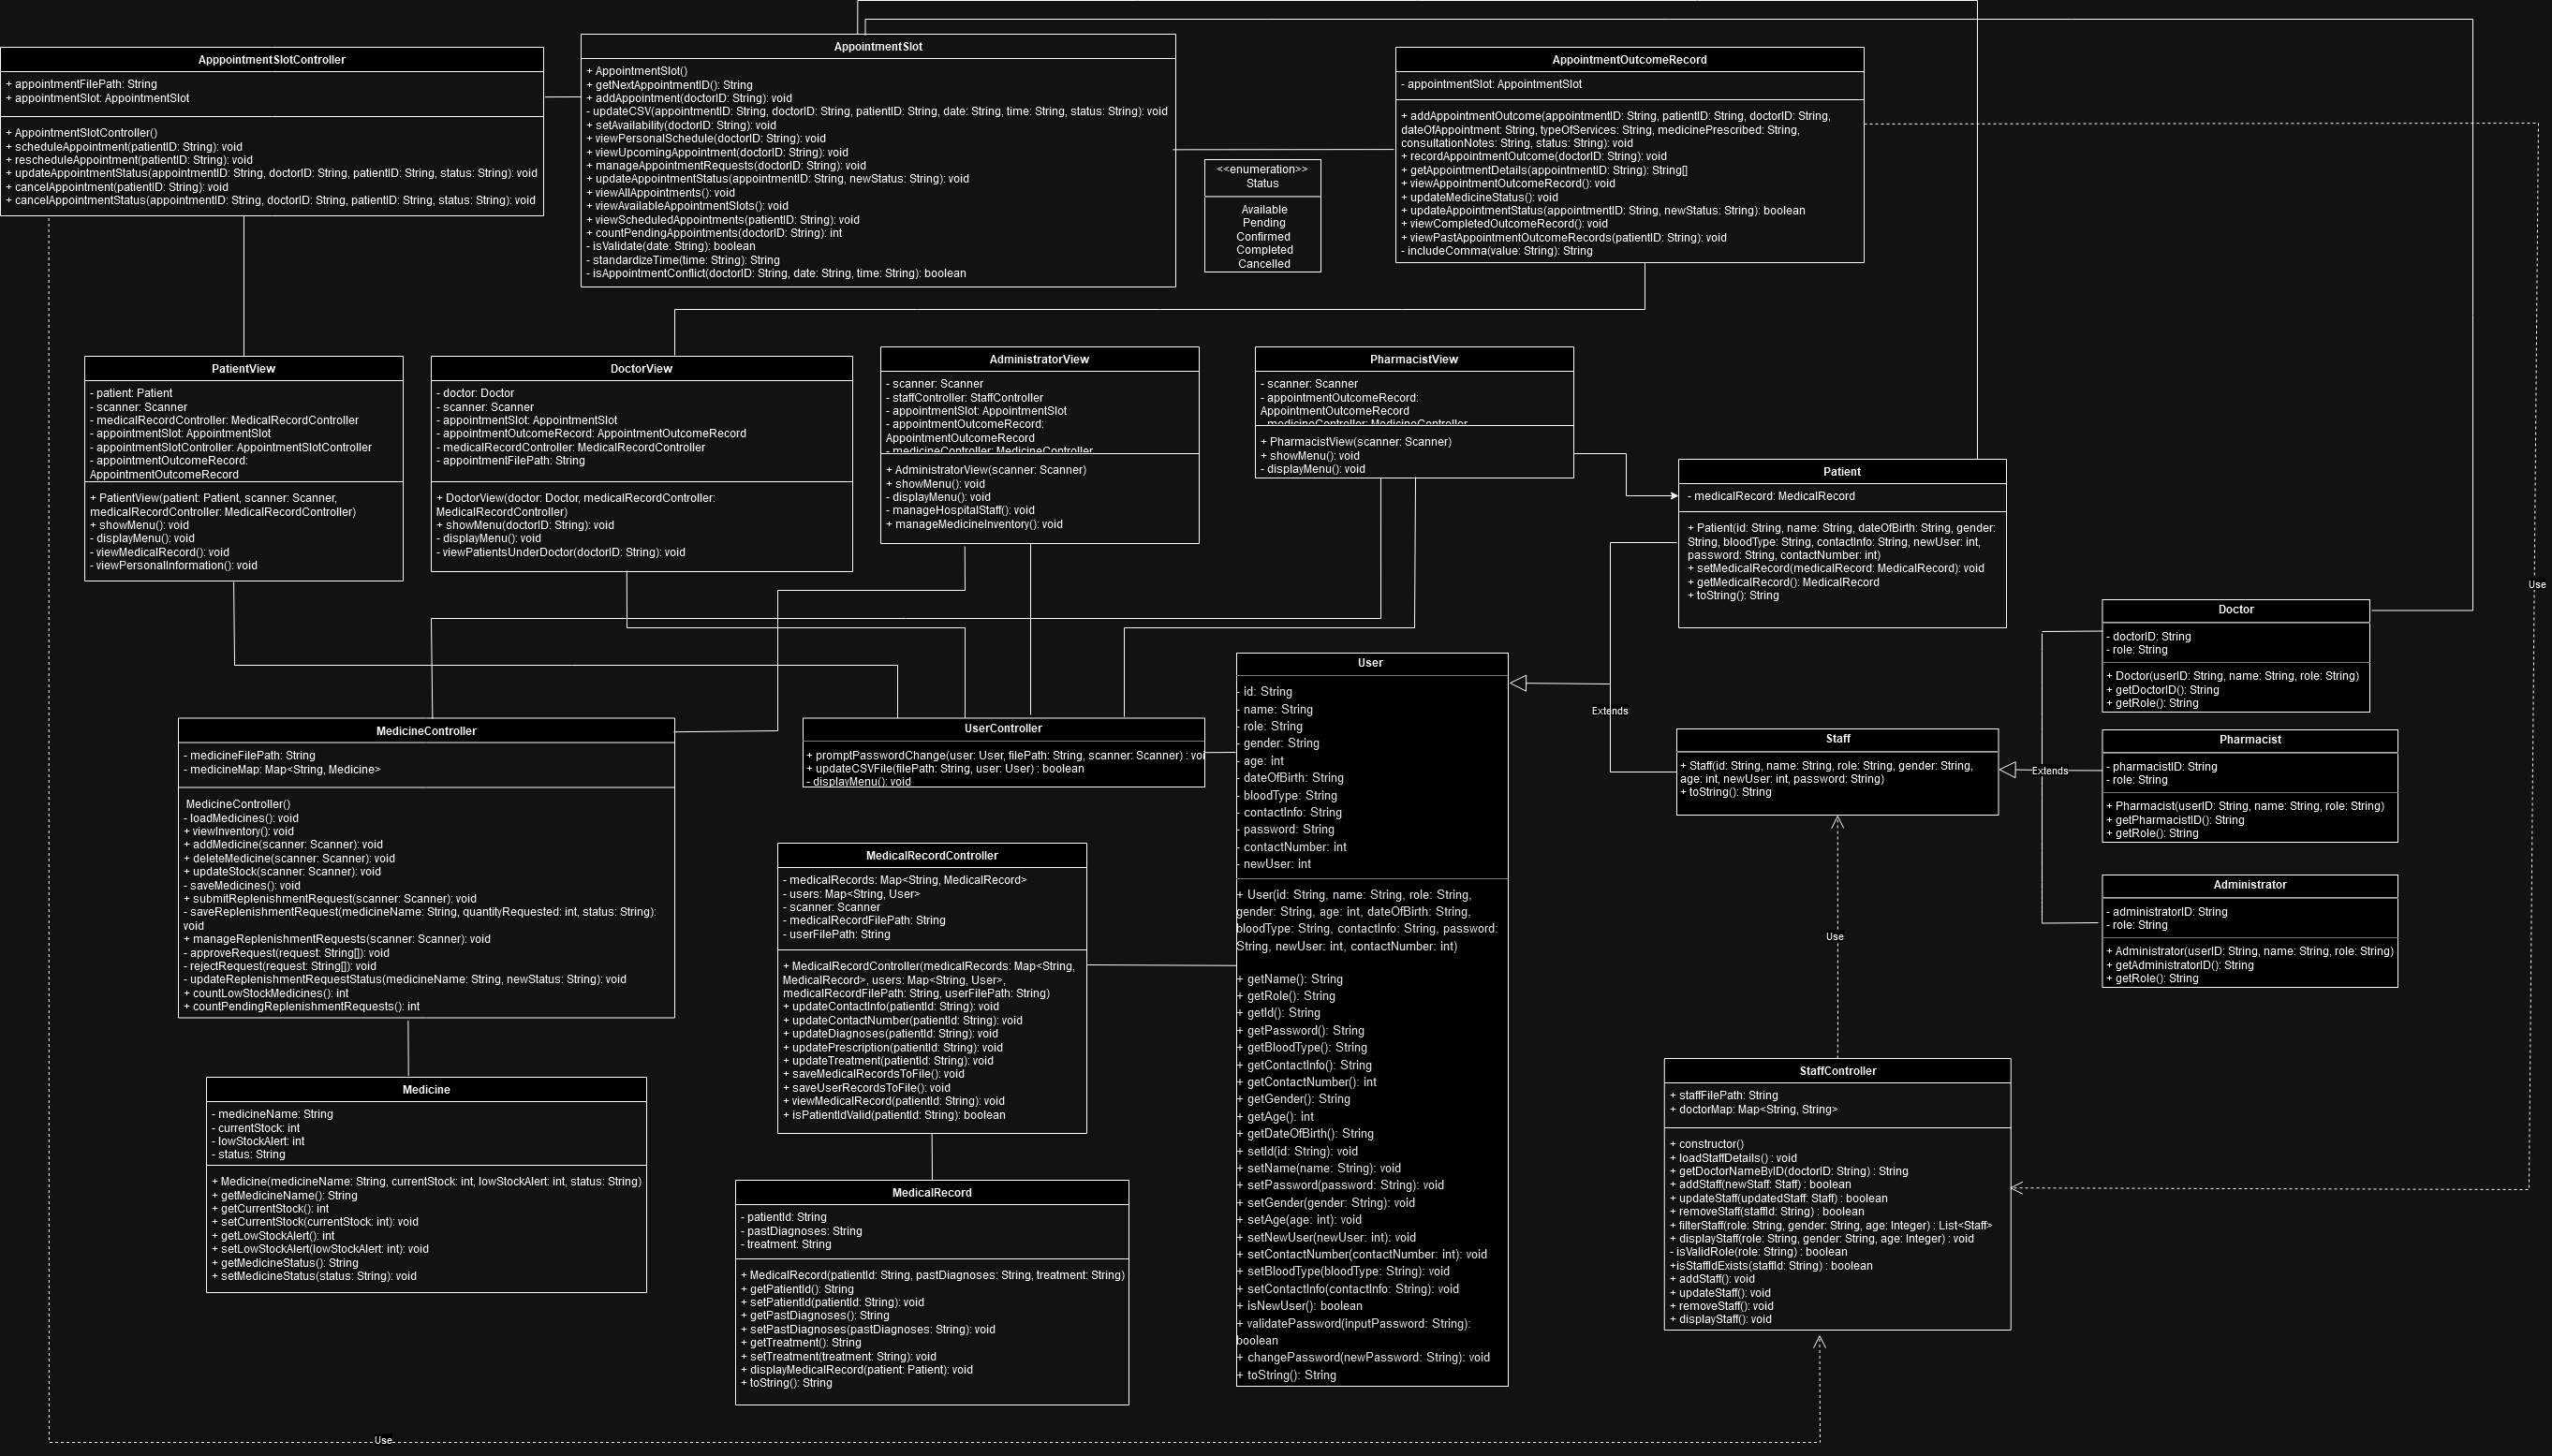 ApppointmentSlotController
+ appointmentFilePath: String
+ appointmentSlot: AppointmentSlot
+ AppointmentSlotController()
+ scheduleAppointment(patientID: String): void
+ rescheduleAppointment(patientID: String): void
+ updateAppointmentStatus(appointmentID: String, doctorID: String, patientID: String, status: String): void
+ cancelAppointment(patientID: String): void
+ cancelAppointmentStatus(appointmentID: String, doctorID: String, patientID: String, status: String): void
AppointmentSlot
+ AppointmentSlot()
+ getNextAppointmentID(): String
+ addAppointment(doctorID: String): void
- updateCSV(appointmentID: String, doctorID: String, patientID: String, date: String, time: String, status: String): void
+ setAvailability(doctorID: String): void
+ viewPersonalSchedule(doctorID: String): void
+ viewUpcomingAppointment(doctorID: String): void
+ manageAppointmentRequests(doctorID: String): void
+ updateAppointmentStatus(appointmentID: String, newStatus: String): void
+ viewAllAppointments(): void
+ viewAvailableAppointmentSlots(): void
+ viewScheduledAppointments(patientID: String): void
+ countPendingAppointments(doctorID: String): int
- isValidate(date: String): boolean
- standardizeTime(time: String): String
- isAppointmentConflict(doctorID: String, date: String, time: String): boolean
<<enumeration>>
Status
Available
Pending
Confirmed
Completed
Cancelled
AppointmentOutcomeRecord
- appointmentSlot: AppointmentSlot
+ addAppointmentOutcome(appointmentID: String, patientID: String, doctorID: String,
dateOfAppointment: String, typeOfServices: String, medicinePrescribed: String,
consultationNotes: String, status: String): void
+ recordAppointmentOutcome(doctorID: String): void
+ getAppointmentDetails(appointmentID: String): String[]
+ viewAppointmentOutcomeRecord(): void
+ updateMedicineStatus(): void
+ updateAppointmentStatus(appointmentID: String, newStatus: String): boolean
+ viewCompletedOutcomeRecord(): void
+ viewPastAppointmentOutcomeRecords(patientID: String): void
- includeComma(value: String): String
PatientView
- patient: Patient
- scanner: Scanner
- medicalRecordController: MedicalRecordController
- appointmentSlot: AppointmentSlot
- appointmentSlotController: AppointmentSlotController
- appointmentOutcomeRecord:
AppointmentOutcomeRecord
+ PatientView(patient: Patient, scanner: Scanner,
medicalRecordController: MedicalRecordController)
+ showMenu(): void
- displayMenu(): void
- viewMedicalRecord(): void
- viewPersonalInformation(): void
DoctorView
- doctor: Doctor
- scanner: Scanner
- appointmentSlot: AppointmentSlot
- appointmentOutcomeRecord: AppointmentOutcomeRecord
- medicalRecordController: MedicalRecordController
- appointmentFilePath: String
+ DoctorView(doctor: Doctor, medicalRecordController:
MedicalRecordController)
+ showMenu(doctorID: String): void
- displayMenu(): void
- viewPatientsUnderDoctor(doctorID: String): void
AdministratorView
- scanner: Scanner
- staffController: StaffController
- appointmentSlot: AppointmentSlot
- appointmentOutcomeRecord:
AppointmentOutcomeRecord
- medicineController: MedicineController
+ AdministratorView(scanner: Scanner)
+ showMenu(): void
- displayMenu(): void
- manageHospitalStaff(): void
+ manageMedicineInventory(): void
PharmacistView
- scanner: Scanner
- appointmentOutcomeRecord:
AppointmentOutcomeRecord
- medicineController: MedicineController
+ PharmacistView(scanner: Scanner)
+ showMenu(): void
- displayMenu(): void
Patient
- medicalRecord: MedicalRecord
+ Patient(id: String, name: String, dateOfBirth: String, gender:
String, bloodType: String, contactInfo: String, newUser: int,
password: String, contactNumber: int)
+ setMedicalRecord(medicalRecord: MedicalRecord): void
+ getMedicalRecord(): MedicalRecord
+ toString(): String
Use
Doctor
- doctorID: String
- role: String
+ Doctor(userID: String, name: String, role: String)
+ getDoctorID(): String
+ getRole(): String
Extends
Staff
+ Staff(id: String, name: String, role: String, gender: String,
age: int, newUser: int, password: String)
+ toString(): String
Extends
Pharmacist
- pharmacistID: String
- role: String
+ Pharmacist(userID: String, name: String, role: String)
+ getPharmacistID(): String
+ getRole(): String
Administrator
- administratorID: String
- role: String
+ Administrator(userID: String, name: String, role: String)
+ getAdministratorID(): String
+ getRole(): String
User
- id: String
- name: String
- role: String
- gender: String
- age: int
- dateOfBirth: String
- bloodType: String
- contactInfo: String
- password: String
- contactNumber: int
- newUser: int
+ User(id: String, name: String, role: String,
gender: String, age: int, dateOfBirth: String,
bloodType: String, contactInfo: String, password:
String, newUser: int, contactNumber: int)
+ getName(): String
+ getRole(): String
+ getId(): String
+ getPassword(): String
+ getBloodType(): String
+ getContactInfo(): String
+ getContactNumber(): int
+ getGender(): String
+ getAge(): int
+ getDateOfBirth(): String
+ setId(id: String): void
+ setName(name: String): void
+ setPassword(password: String): void
+ setGender(gender: String): void
+ setAge(age: int): void
+ setNewUser(newUser: int): void
+ setContactNumber(contactNumber: int): void
+ setBloodType(bloodType: String): void
+ setContactInfo(contactInfo: String): void
+ isNewUser(): boolean
+ validatePassword(inputPassword: String):
boolean
+ changePassword(newPassword: String): void
+ toString(): String
MedicineController
- medicineFilePath: String
- medicineMap: Map<String, Medicine>
MedicineController()
- loadMedicines(): void
+ viewInventory(): void
+ addMedicine(scanner: Scanner): void
+ deleteMedicine(scanner: Scanner): void
+ updateStock(scanner: Scanner): void
- saveMedicines(): void
+ submitReplenishmentRequest(scanner: Scanner): void
- saveReplenishmentRequest(medicineName: String, quantityRequested: int, status: String):
void
+ manageReplenishmentRequests(scanner: Scanner): void
- approveRequest(request: String[]): void
- rejectRequest(request: String[]): void
- updateReplenishmentRequestStatus(medicineName: String, newStatus: String): void
+ countLowStockMedicines(): int
+ countPendingReplenishmentRequests(): int
UserController
+ promptPasswordChange(user: User, filePath: String, scanner: Scanner) : voi
+ updateCSVFile(filePath: String, user: User) : boolean
- displayMenu(): void
MedicalRecordController
- medicalRecords: Map<String, MedicalRecord>
- users: Map<String, User>
- scanner: Scanner
- medicalRecordFilePath: String
- userFilePath: String
+ MedicalRecordController(medicalRecords: Map<String,
MedicalRecord>, users: Map<String, User>,
medicalRecordFilePath: String, userFilePath: String)
+ updateContactInfo(patientId: String): void
+ updateContactNumber(patientId: String): void
+ updateDiagnoses(patientId: String): void
+ updatePrescription(patientId: String): void
+ updateTreatment(patientId: String): void
+ saveMedicalRecordsToFile(): void
+ saveUserRecordsToFile(): void
+ viewMedicalRecord(patientId: String): void
+ isPatientIdValid(patientId: String): boolean
Use
StaffController
+ staffFilePath: String
+ doctorMap: Map<String, String>
+ constructor()
+ loadStaffDetails() : void
+ getDoctorNameByID(doctorID: String) : String
+ addStaff(newStaff: Staff) : boolean
+ updateStaff(updatedStaff: Staff) : boolean
+ removeStaff(staffId: String) : boolean
+ filterStaff(role: String, gender: String, age: Integer) : List<Staff>
+ displayStaff(role: String, gender: String, age: Integer) : void
- isValidRole(role: String) : boolean
+isStaffIdExists(staffId: String) : boolean
+ addStaff(): void
+ updateStaff(): void
+ removeStaff(): void
+ displayStaff(): void
Medicine
- medicineName: String
- currentStock: int
- lowStockAlert: int
- status: String
+ Medicine(medicineName: String, currentStock: int, lowStockAlert: int, status: String)
+ getMedicineName(): String
+ getCurrentStock(): int
+ setCurrentStock(currentStock: int): void
+ getLowStockAlert(): int
+ setLowStockAlert(lowStockAlert: int): void
+ getMedicineStatus(): String
+ setMedicineStatus(status: String): void
MedicalRecord
- patientId: String
- pastDiagnoses: String
- treatment: String
+ MedicalRecord(patientId: String, pastDiagnoses: String, treatment: String)
+ getPatientId(): String
+ setPatientId(patientId: String): void
+ getPastDiagnoses(): String
+ setPastDiagnoses(pastDiagnoses: String): void
+ getTreatment(): String
+ setTreatment(treatment: String): void
+ displayMedicalRecord(patient: Patient): void
+ toString(): String
Use